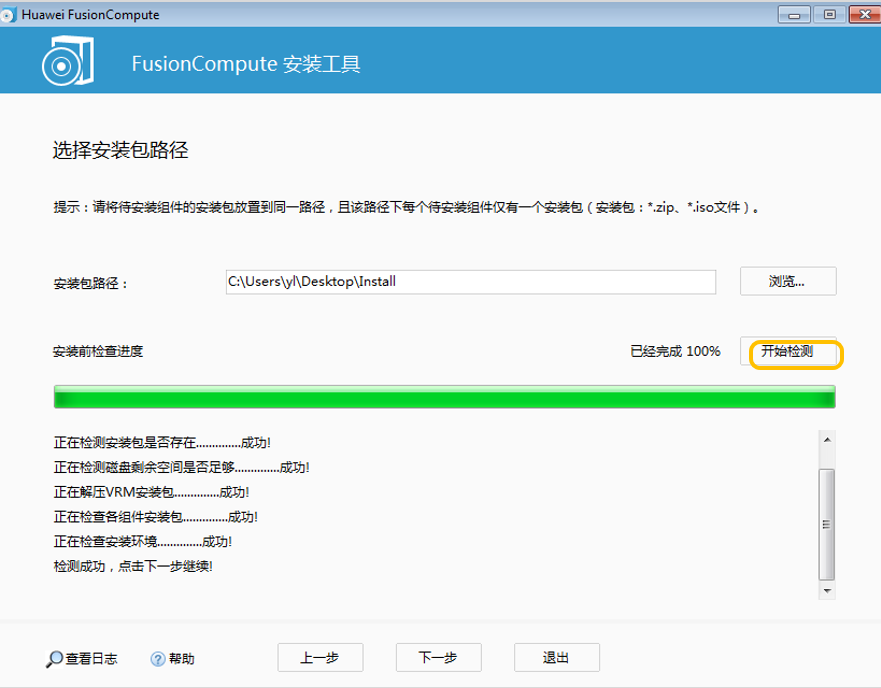 Huawei FusionCompute
FusionCompute 安装工具
选择安装包路径
提示：请将待安装组件的安装包放置到同一路径，且该路径下每个待安装组件仅有一个安装包（安装包：*.zip、*.iso文件）。
安装包路径： C:\Users\yl\Desktop\Install 浏览...
安装前检查进度 已经完成 100% 开始检测
正在检测安装包是否存在..............成功!
正在检测磁盘剩余空间是否足够..............成功!
正在解压VRM安装包..............成功!
正在检查各组件安装包..............成功!
正在检查安装环境..............成功!
检测成功，点击下一步继续!
查看日志 帮助 上一步 下一步 退出